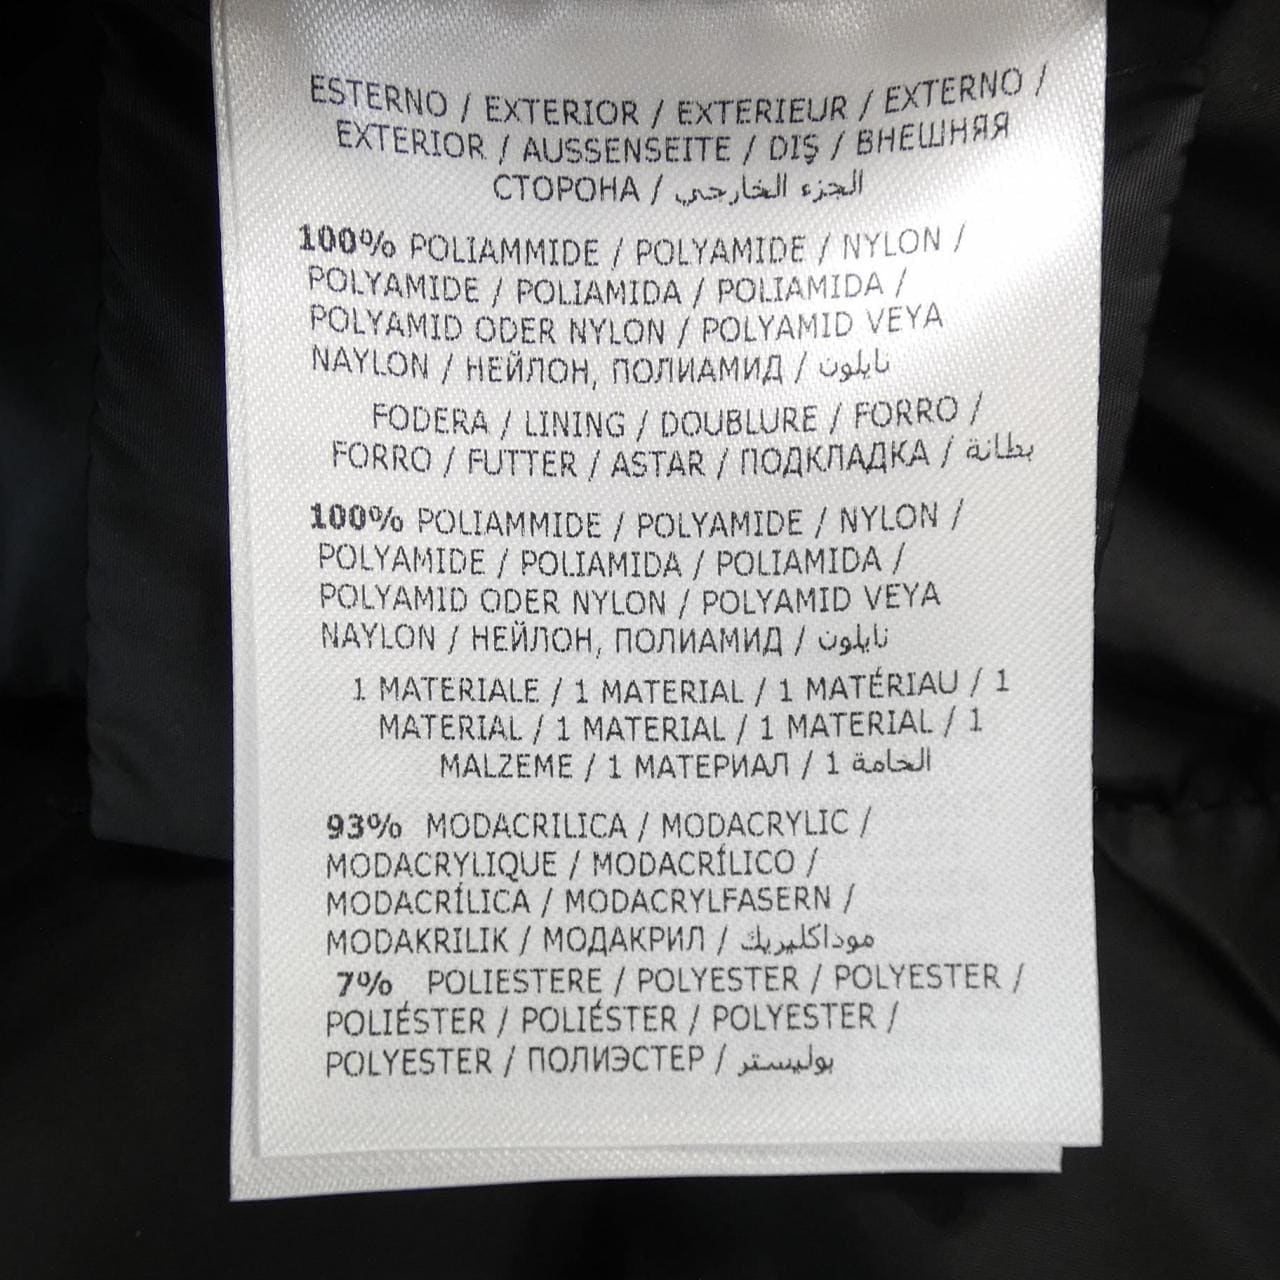 ESTERNO / EXTERIOR / EXTERIEUR / EXTERNO /
EXTERIOR / AUSSENSEITE / DIŞ / ВНЕШНЯЯ
СТОРОНА / الجزء الخارجي
100% POLIAMMIDE / POLYAMIDE / NYLON /
POLYAMIDE / POLIAMIDA / POLIAMIDA /
POLYAMID ODER NYLON / POLYAMID VEYA
NAYLON / НЕЙЛОН, ПОЛИАМИД / نايلون
FODERA / LINING / DOUBLURE / FORRO /
FORRO / FUTTER / ASTAR / ПОДКЛАДКА / بطانة
100% POLIAMMIDE / POLYAMIDE / NYLON /
POLYAMIDE / POLIAMIDA / POLIAMIDA /
POLYAMID ODER NYLON / POLYAMID VEYA
NAYLON / НЕЙЛОН, ПОЛИАМИД / نايلون
1 MATERIALE / 1 MATERIAL / 1 MATÉRIAU / 1
MATERIAL / 1 MATERIAL / 1 MATERIAL / 1
MALZEME / 1 МАТЕРИАЛ / 1 الخامة
93% MODACRILICA / MODACRYLIC /
MODACRYLIQUE / MODACRÍLICO /
MODACRÍLICA / MODACRYLFASERN /
MODAKRILIK / МОДАКРИЛ / موداكليريك
7% POLIESTERE / POLYESTER / POLYESTER /
POLIÉSTER / POLIÉSTER / POLYESTER /
POLYESTER / ПОЛИЭСТЕР / بوليستر